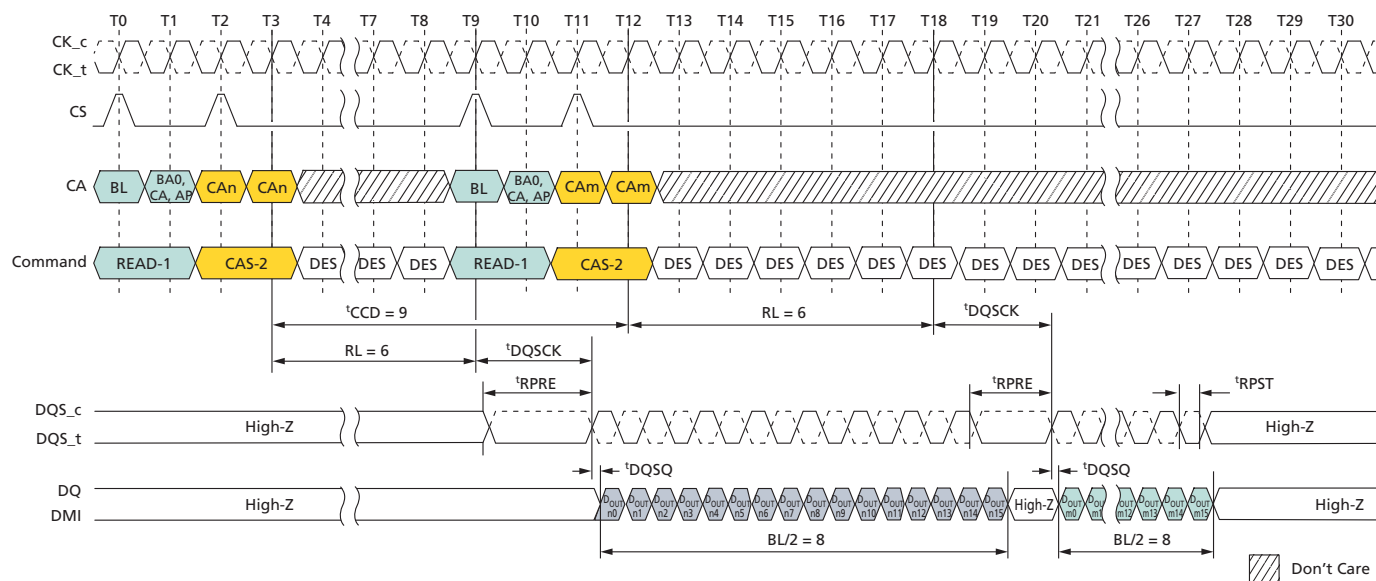 T0 T1 T2 T3 T4 T7 T8 T9 T10 T11 T12 T13 T14 T15 T16 T17 T18 T19 T20 T21 T26 T27 T28 T29 T30
CK_c
CK_t
CS
CA BL BA0, CA, AP CAn CAn BL BA0, CA, AP CAm CAm
Command READ-1 CAS-2 DES DES DES READ-1 CAS-2 DES DES DES DES DES DES DES DES DES DES DES DES DES DES
tCCD = 9 RL = 6 tDQSCK
RL = 6 tDQSCK
tRPRE tRPRE tRPST
DQS_c
DQS_t High-Z High-Z
tDQSQ tDQSQ
DQ
DMI High-Z DOUT n0 DOUT n1 DOUT n2 DOUT n3 DOUT n4 DOUT n5 DOUT n6 DOUT n7 DOUT n8 DOUT n9 DOUT n10 DOUT n11 DOUT n12 DOUT n13 DOUT n14 DOUT n15 High-Z DOUT m0 DOUT m1 DOUT m12 DOUT m13 DOUT m14 DOUT m15 High-Z
BL/2 = 8 BL/2 = 8
Don't Care